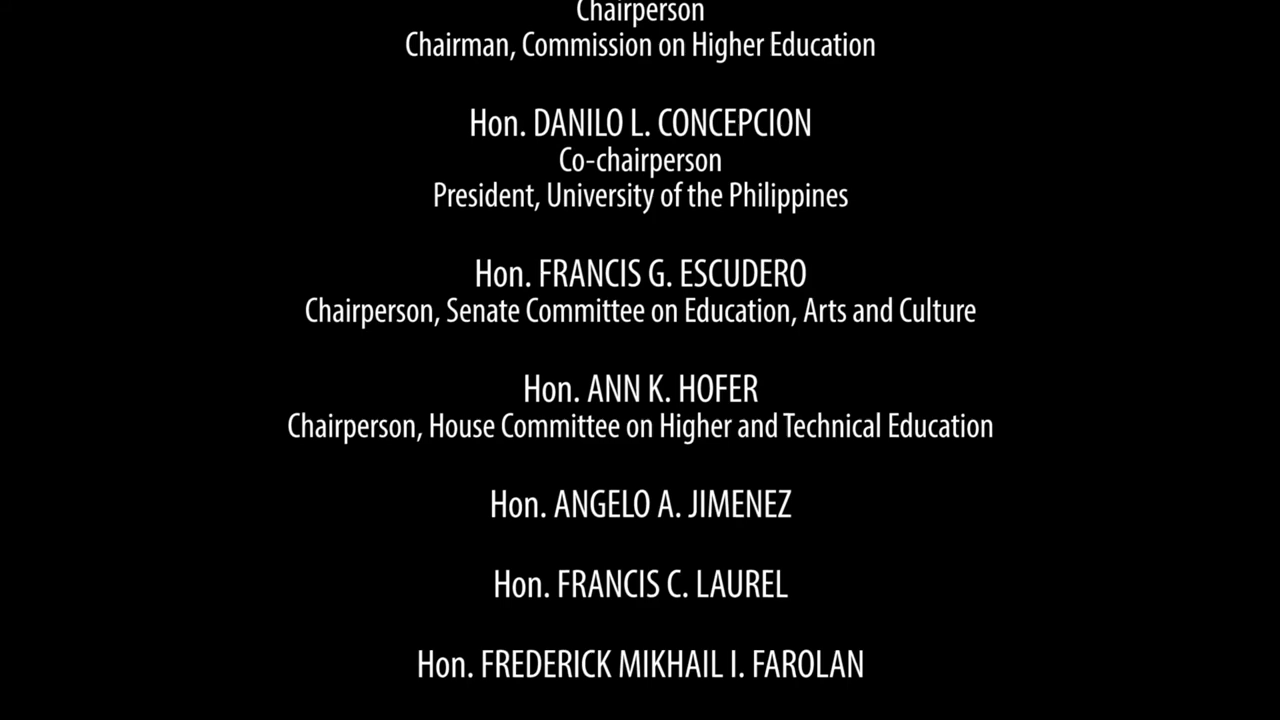 Chairperson
Chairman, Commission on Higher Education
Hon. DANILO L. CONCEPCION
Co-chairperson
President, University of the Philippines
Hon. FRANCIS G. ESCUDERO
Chairperson, Senate Committee on Education, Arts and Culture
Hon. ANN K. HOFER
Chairperson, House Committee on Higher and Technical Education
Hon. ANGELO A. JIMENEZ
Hon. FRANCIS C. LAUREL
Hon. FREDERICK MIKHAIL I. FAROLAN